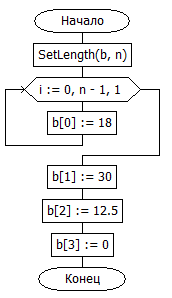 Начало
SetLength(b, n)
i := 0, n - 1, 1
b[0] := 18
b[1] := 30
b[2] := 12.5
b[3] := 0
Конец